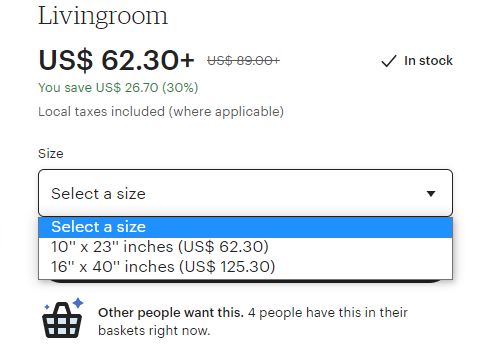 Livingroom
US$ 62.30+ US$ 89.00+ In stock
You save US$ 26.70 (30%)
Local taxes included (where applicable)
Size
Select a size
Select a size
10'' x 23'' inches (US$ 62.30)
16'' x 40'' inches (US$ 125.30)
Other people want this. 4 people have this in their
baskets right now.